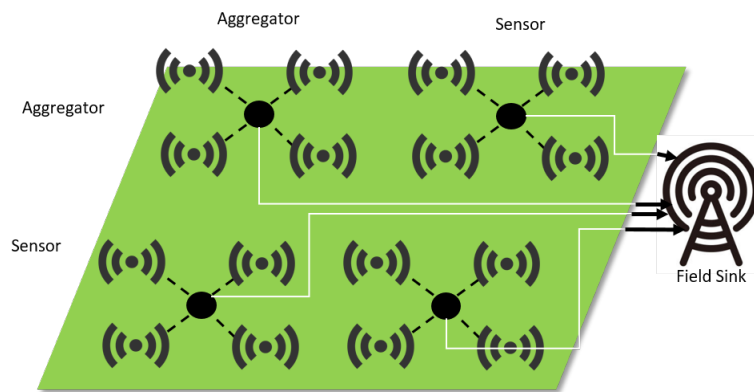 Aggregator
Sensor
Aggregator
Sensor
Field Sink